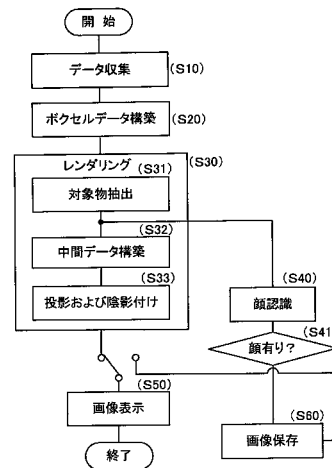 開 始
データ収集
(S10)
ボクセルデータ構築
(S20)
レンダリング
(S30)
(S31)
対象物抽出
(S32)
中間データ構築
(S33)
投影および陰影付け
(S40)
顔認識
(S41
顔有り?
(S50)
画像表示
(S60)
画像保存
終了